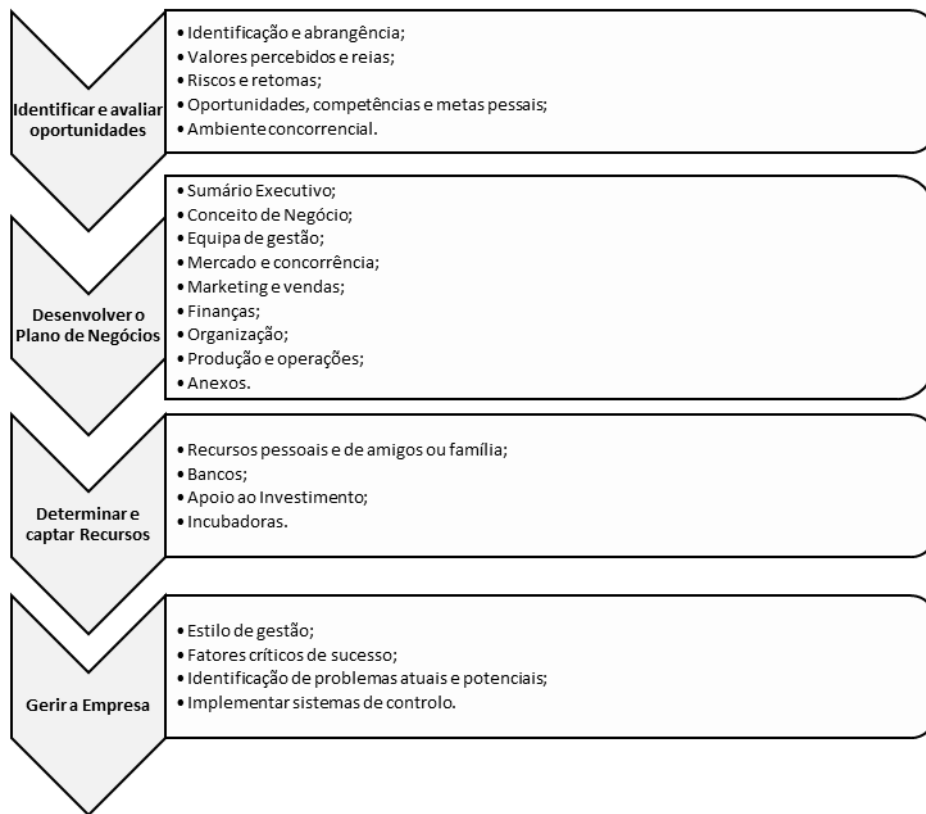 Identificar e avaliar
oportunidades
• Identificação e abrangência;
• Valores percebidos e reias;
• Riscos e retomas;
• Oportunidades, competências e metas pessais;
• Ambiente concorrencial.
Desenvolver o
Plano de Negócios
• Sumário Executivo;
• Conceito de Negócio;
• Equipa de gestão;
• Mercado e concorrência;
• Marketing e vendas;
• Finanças;
• Organização;
• Produção e operações;
• Anexos.
Determinar e
captar Recursos
• Recursos pessoais e de amigos ou família;
• Bancos;
• Apoio ao Investimento;
• Incubadoras.
Gerir a Empresa
• Estilo de gestão;
• Fatores críticos de sucesso;
• Identificação de problemas atuais e potenciais;
• Implementar sistemas de controlo.